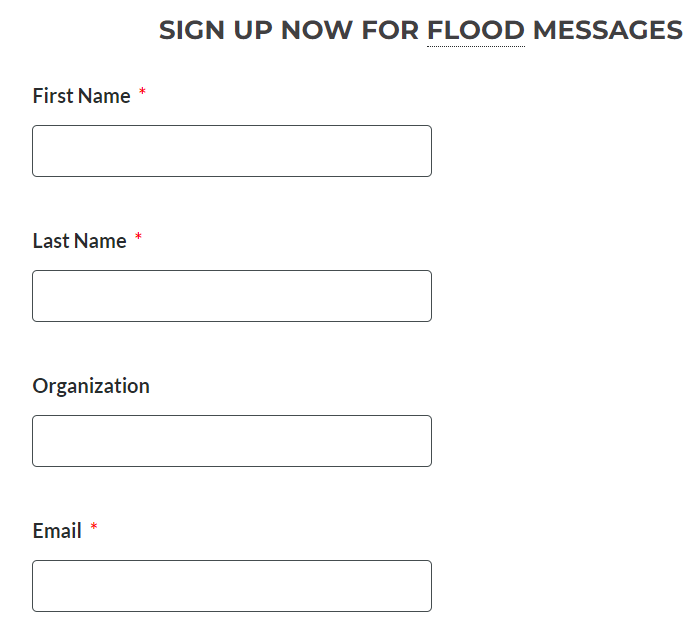 SIGN UP NOW FOR FLOOD MESSAGES
First Name *
Last Name *
Organization
Email *